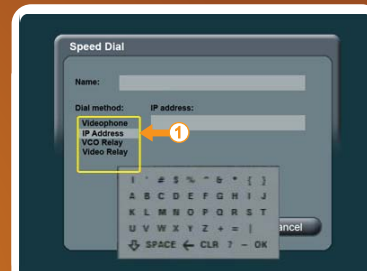 Speed Dial
Name:
Dial method: IP address:
Videophone
IP Address
VCO Relay
Video Relay
1
A B C D E F G H I J
K L M N O P Q R S T
U V W X Y Z + = |
SPACE CLR ? - OK
ancel